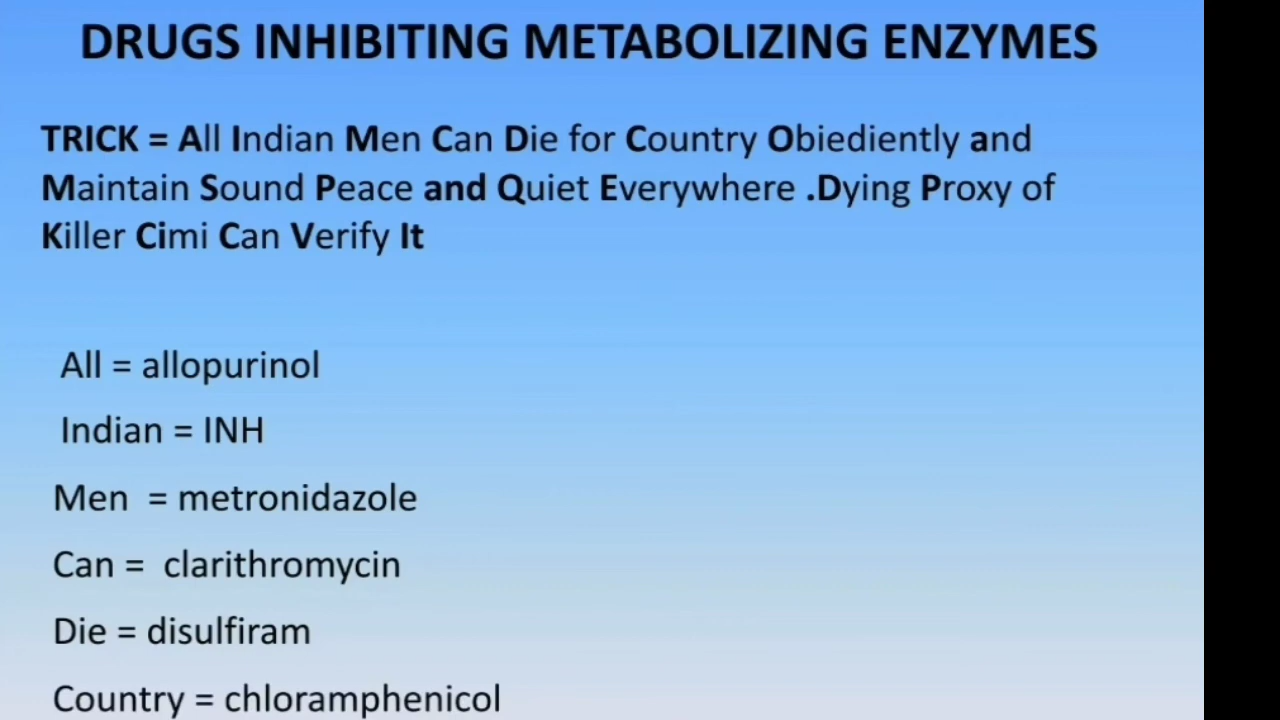 DRUGS INHIBITING METABOLIZING ENZYMES
TRICK = All Indian Men Can Die for Country Obiediently and
Maintain Sound Peace and Quiet Everywhere .Dying Proxy of
Killer Cimi Can Verify It
All = allopurinol
Indian = INH
Men = metronidazole
Can = clarithromycin
Die = disulfiram
Country = chloramphenicol